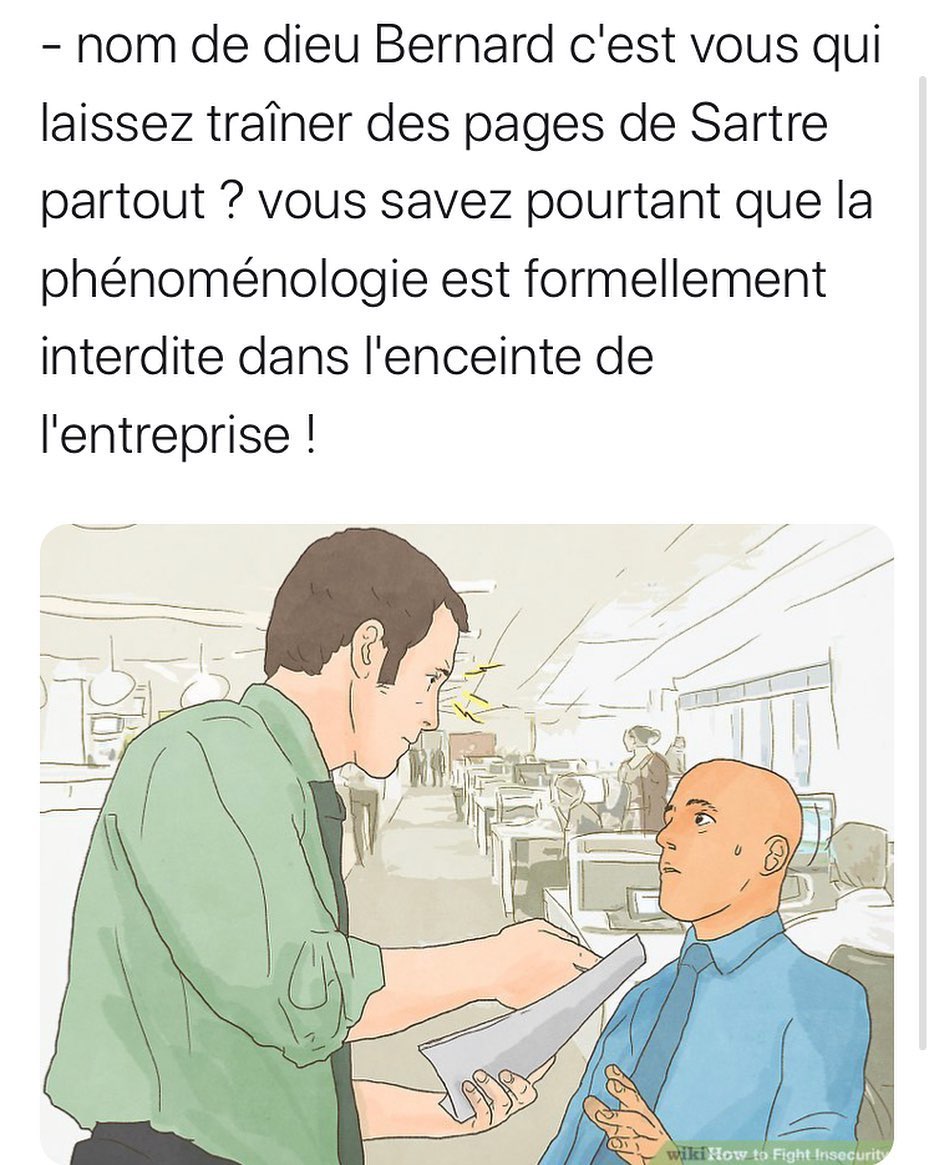 - nom de dieu Bernard c'est vous qui
laissez traîner des pages de Sartre
partout ? vous savez pourtant que la
phénoménologie est formellement
interdite dans l'enceinte de
l'entreprise !
wikiHow to Fight Insecurity